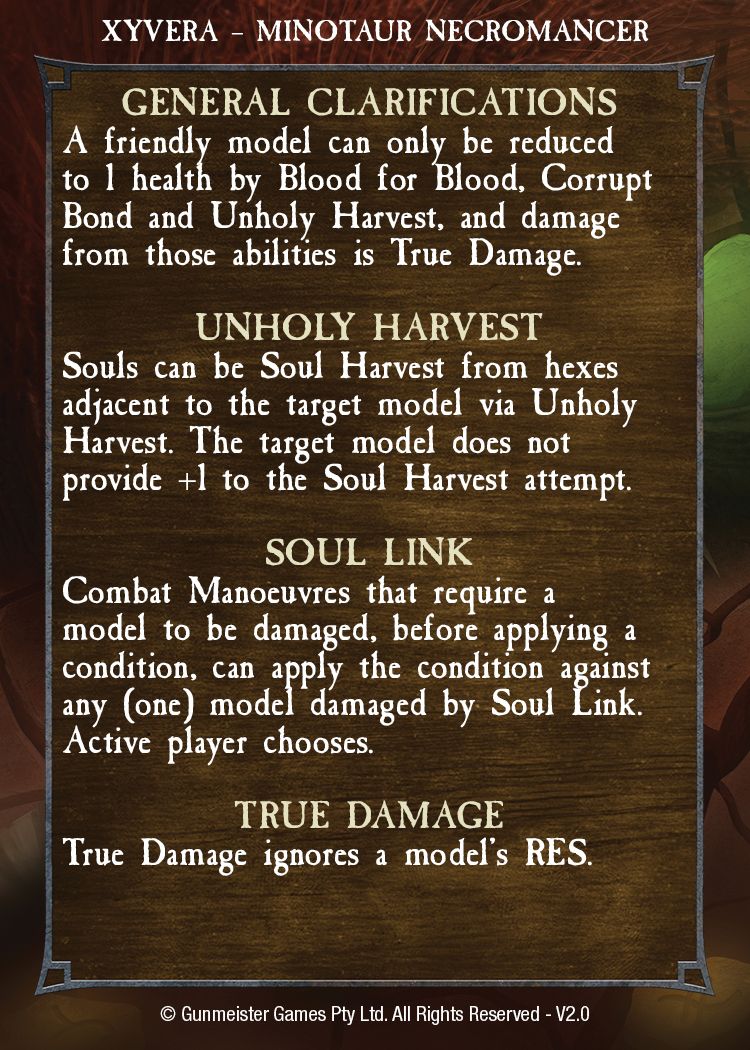 XYVERA – MINOTAUR NECROMANCER
GENERAL CLARIFICATIONS
A friendly model can only be reduced
to 1 health by Blood for Blood, Corrupt
Bond and Unholy Harvest, and damage
from those abilities is True Damage.
UNHOLY HARVEST
Souls can be Soul Harvest from hexes
adjacent to the target model via Unholy
Harvest. The target model does not
provide +1 to the Soul Harvest attempt.
SOUL LINK
Combat Manoeuvres that require a
model to be damaged, before applying a
condition, can apply the condition against
any (one) model damaged by Soul Link.
Active player chooses.
TRUE DAMAGE
True Damage ignores a model's RES.
© Gunmeister Games Pty Ltd. All Rights Reserved - V2.0